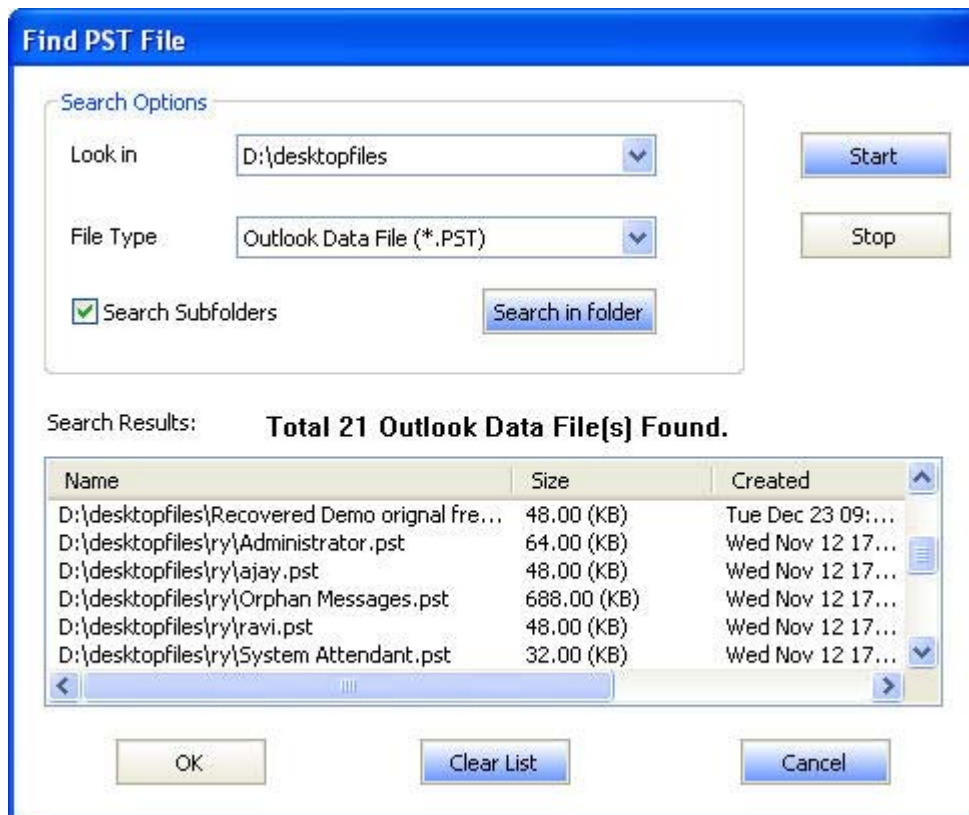 Find PST File
Search Options
Look in D:\desktopfiles Start
File Type Outlook Data File (*.PST) Stop
Search Subfolders Search in folder
Search Results: Total 21 Outlook Data File(s) Found.
Name Size Created
D:\desktopfiles\Recovered Demo orignal fre... 48.00 (KB) Tue Dec 23 09:...
D:\desktopfiles\ry\Administrator.pst 64.00 (KB) Wed Nov 12 17...
D:\desktopfiles\ry\ajay.pst 48.00 (KB) Wed Nov 12 17...
D:\desktopfiles\ry\Orphan Messages.pst 688.00 (KB) Wed Nov 12 17...
D:\desktopfiles\ry\ravi.pst 48.00 (KB) Wed Nov 12 17...
D:\desktopfiles\ry\System Attendant.pst 32.00 (KB) Wed Nov 12 17...
OK Clear List Cancel